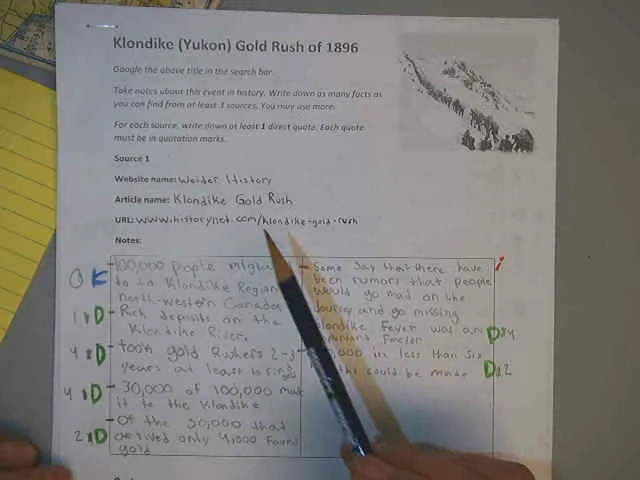 Klondike (Yukon) Gold Rush of 1896
Google the above title in the search bar.
Take notes about this event in history. Write down as many facts as
you can find from at least 3 sources. You may use more.
For each source, write down at least 1 direct quote. Each quote
must be in quotation marks.
Source 1
Website name: Weider History
Article name: Klondike Gold Rush
URL: www.historynet.com/klondike-gold-rush
Notes:
100,000 people
to to Klondike Region
north-western Canada
Rich deposits on the
Klondike River.
took gold Rushers 2-3
years at least to find gold
30,000 of 100,000 made
it to the Klondike
Of the 30,000 that
arrived only 4,000 found
gold
Some say that there have
been rumors that people
would go mad on the
Journey and go missing
Klondike Fever was an
important factor
in less than six
could be made